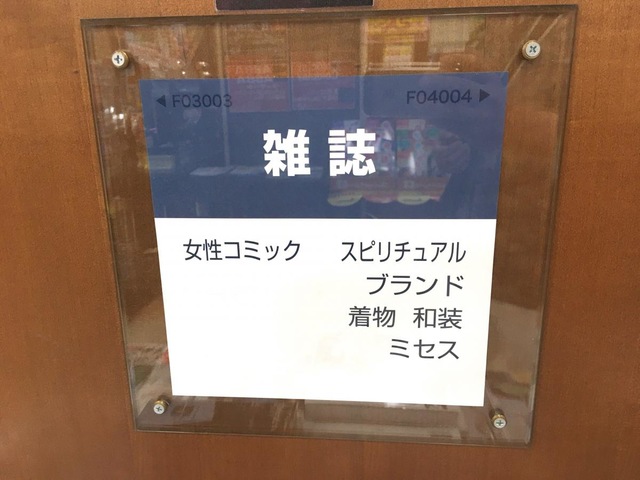 ◀ F03003 F04004 ▶
雑誌
女性コミック スピリチュアル
ブランド
着物 和装
ミセス